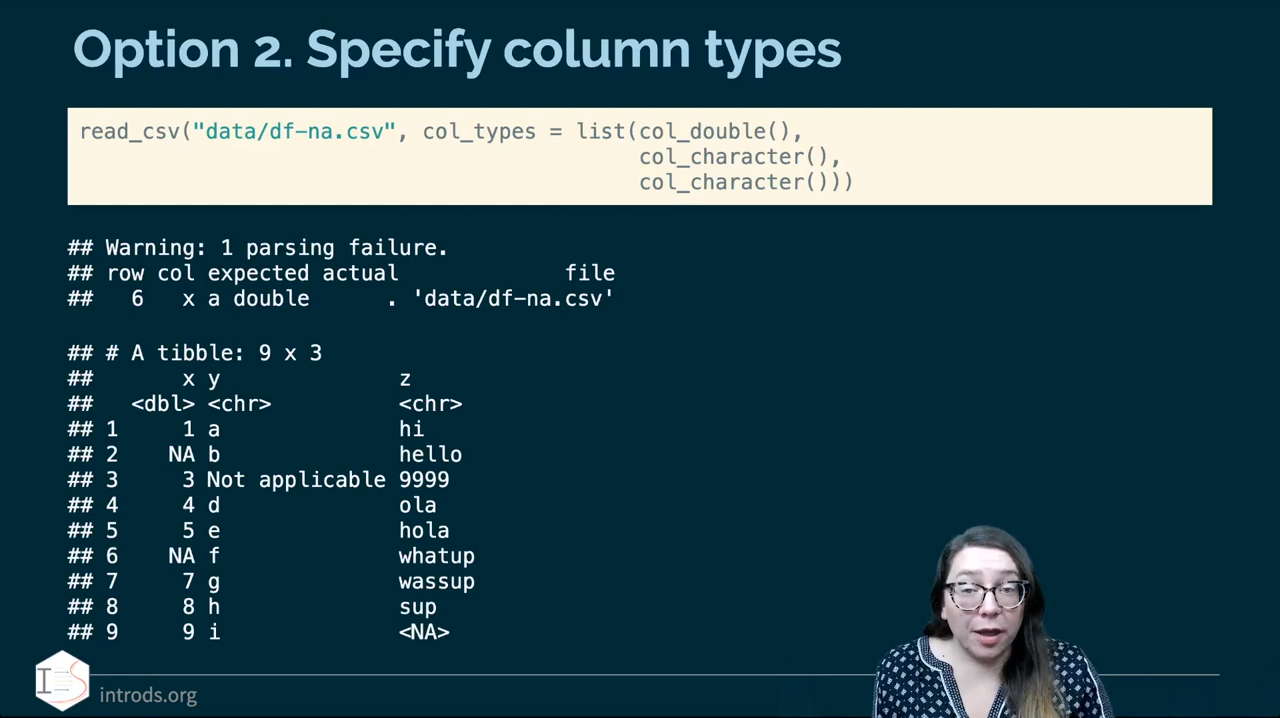 Option 2. Specify column types
read_csv("data/df-na.csv", col_types = list(col_double(),
col_character(),
col_character()))
## Warning: 1 parsing failure.
## row col expected actual file
## 6 x a double . 'data/df-na.csv'
## # A tibble: 9 x 3
## x y z
## <dbl> <chr> <chr>
## 1 1 a hi
## 2 NA b hello
## 3 3 Not applicable 9999
## 4 4 d ola
## 5 5 e hola
## 6 NA f whatup
## 7 7 g wassup
## 8 8 h sup
## 9 9 i <NA>
introds.org